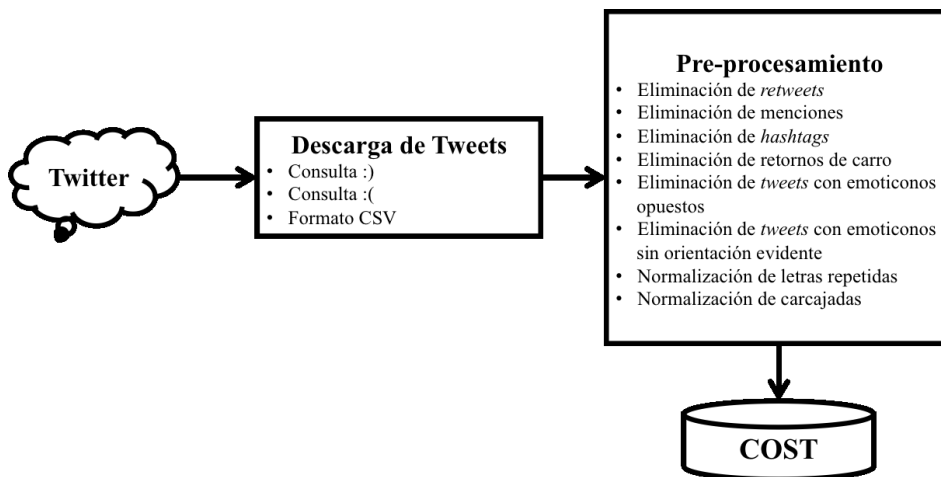 Twitter
Descarga de Tweets
• Consulta :)
• Consulta :(
• Formato CSV
Pre-procesamiento
• Eliminación de retweets
• Eliminación de menciones
• Eliminación de hashtags
• Eliminación de retornos de carro
• Eliminación de tweets con emoticonos
opuestos
• Eliminación de tweets con emoticonos
sin orientación evidente
• Normalización de letras repetidas
• Normalización de carcajadas
COST